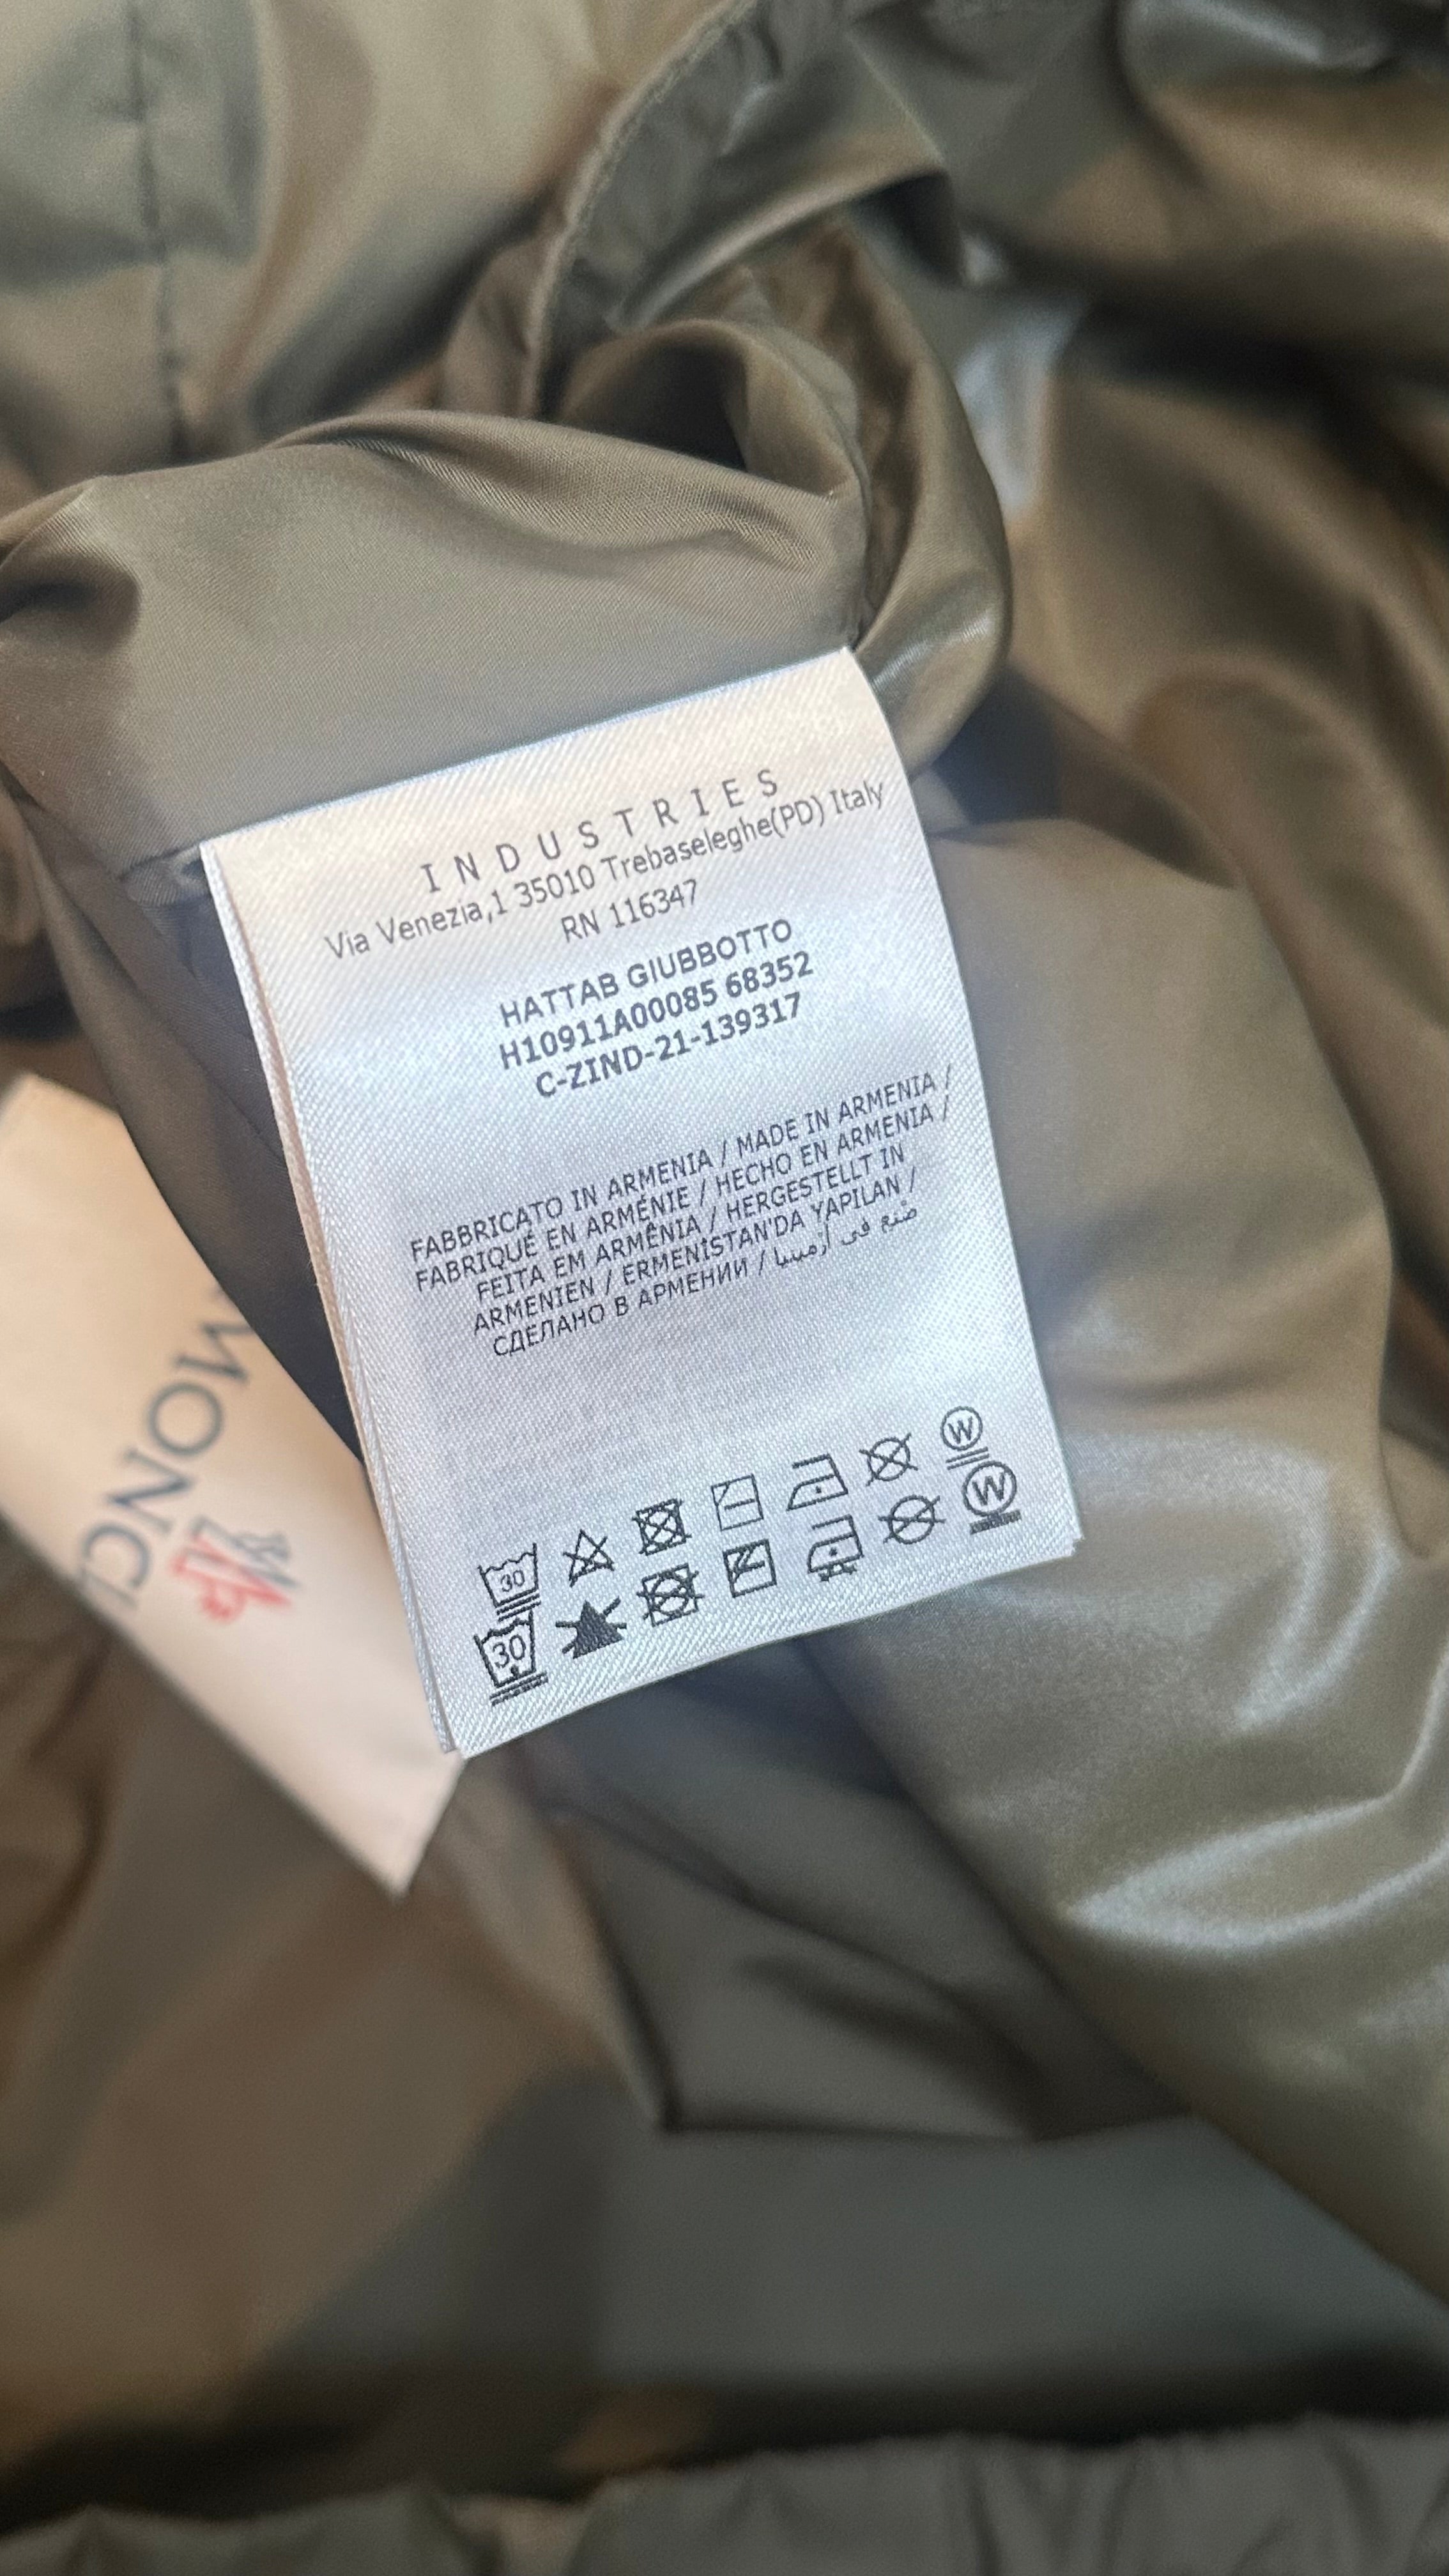 INDUSTRIES
Via Venezia,1 35010 Trebaseleghe(PD) Italy
RN 116347
HATTAB GIUBBOTTO
H10911A00085 68352
C-ZIND-21-139317
FABBRICATO IN ARMENIA / MADE IN ARMENIA /
FABRIQUÉ EN ARMÉNIE / HECHO EN ARMENIA /
FEITA EM ARMÊNIA / HERGESTELLT IN
ARMENIEN / ERMENİSTAN'DA YAPILAN /
СДЕЛАНО В АРМЕНИИ / صنع في أرمينيا
30
W
30
W